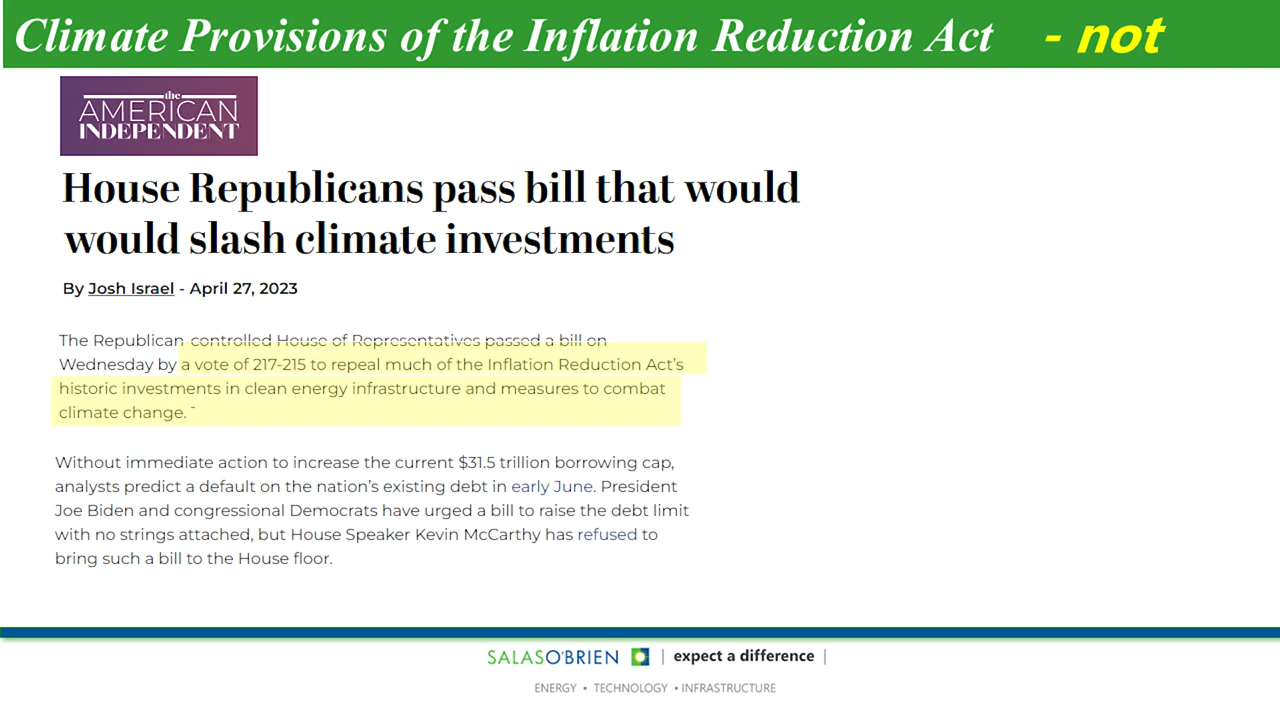 Climate Provisions of the Inflation Reduction Act - not
the
AMERICAN
INDEPENDENT
House Republicans pass bill that would
would slash climate investments
By Josh Israel - April 27, 2023
The Republican controlled House of Representatives passed a bill on
Wednesday by a vote of 217-215 to repeal much of the Inflation Reduction Act’s
historic investments in clean energy infrastructure and measures to combat
climate change.
Without immediate action to increase the current $31.5 trillion borrowing cap,
analysts predict a default on the nation’s existing debt in early June. President
Joe Biden and congressional Democrats have urged a bill to raise the debt limit
with no strings attached, but House Speaker Kevin McCarthy has refused to
bring such a bill to the House floor.
SALASO'BRIEN | expect a difference |
ENERGY • TECHNOLOGY • INFRASTRUCTURE